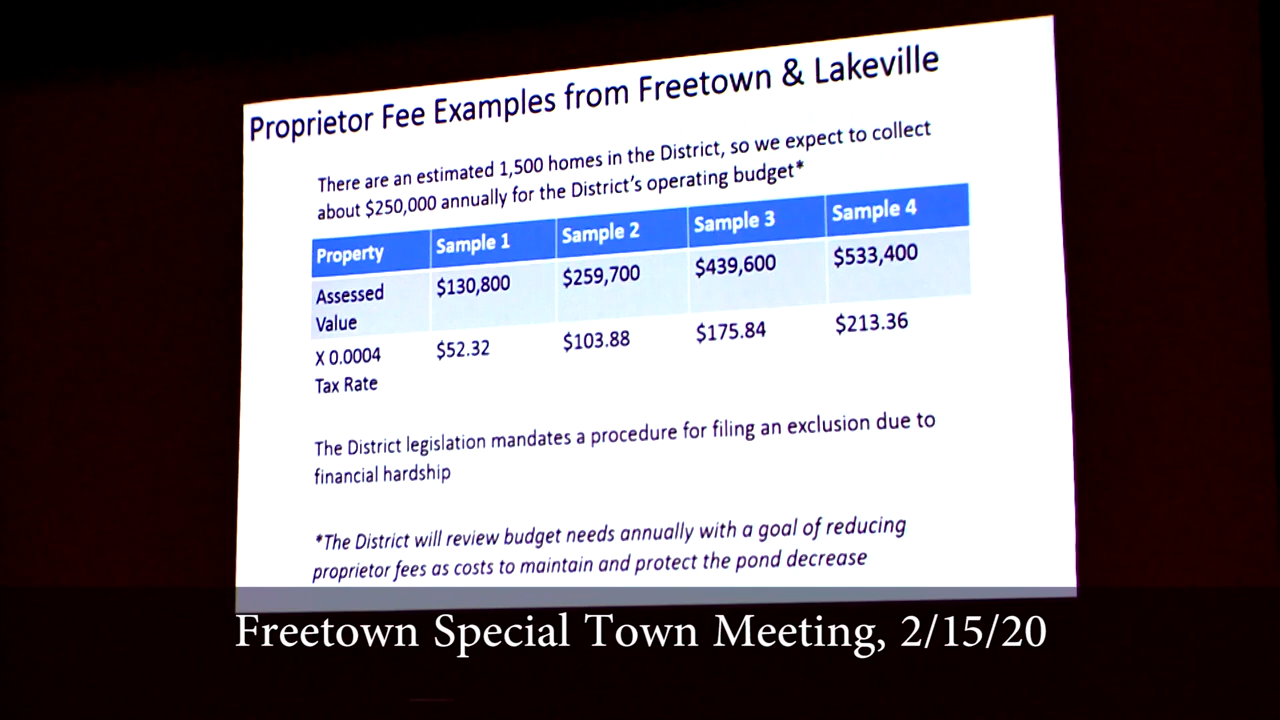 Proprietor Fee Examples from Freetown & Lakeville
There are an estimated 1,500 homes in the District, so we expect to collect
about $250,000 annually for the District's operating budget*
Property Sample 1 Sample 2 Sample 3 Sample 4
Assessed $130,800 $259,700 $439,600 $533,400
Value
X 0.0004 $52.32 $103.88 $175.84 $213.36
Tax Rate
The District legislation mandates a procedure for filing an exclusion due to
financial hardship
*The District will review budget needs annually with a goal of reducing
proprietor fees as costs to maintain and protect the pond decrease
Freetown Special Town Meeting, 2/15/20